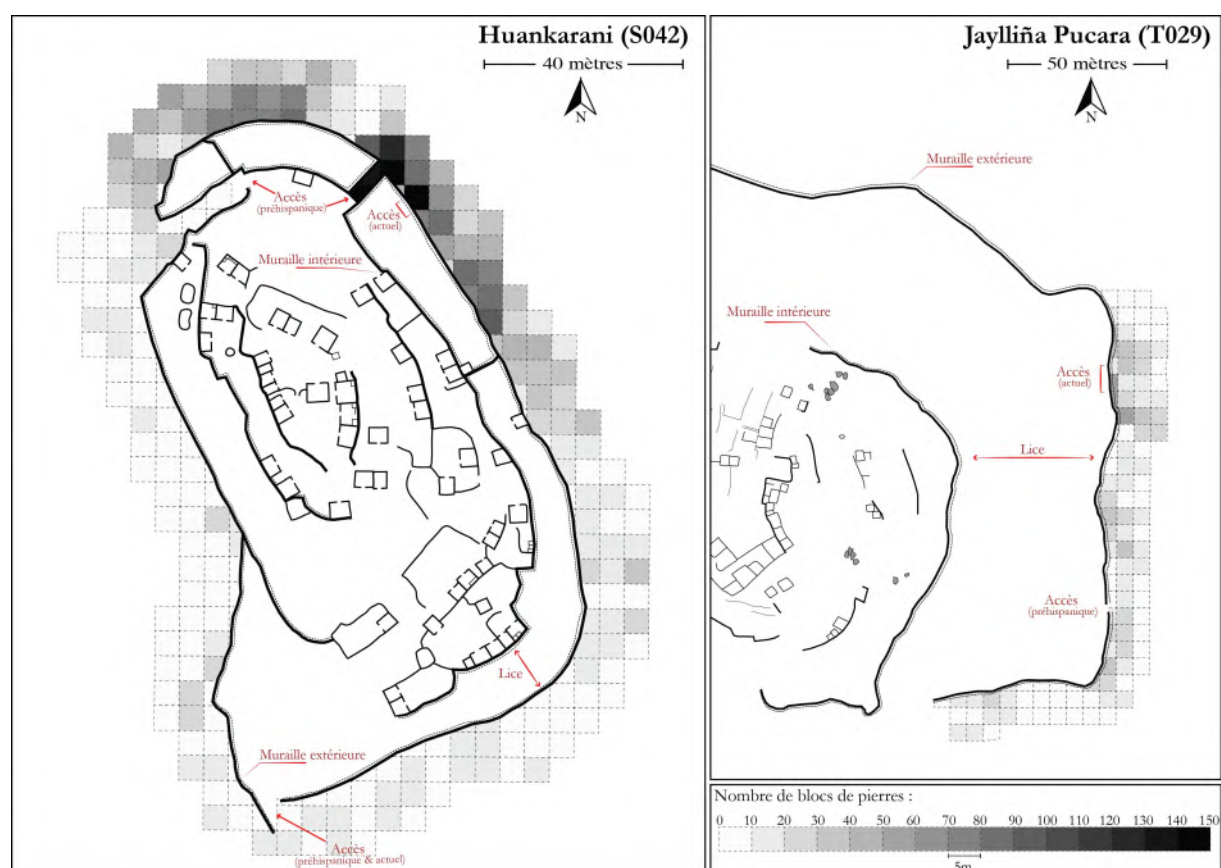 Huankarani (S042)
40 mètres
N
Accès
(préhispanique)
Accès
(actuel)
Muraille intérieure
Lice
Muraille extérieure
Accès
(préhispanique & actuel)
Jaylliña Pucara (T029)
50 mètres
N
Muraille extérieure
Muraille intérieure
Accès
(actuel)
Lice
Accès
(préhispanique)
Nombre de blocs de pierres :
0 10 20 30 40 50 60 70 80 90 100 110 120 130 140 150
5m